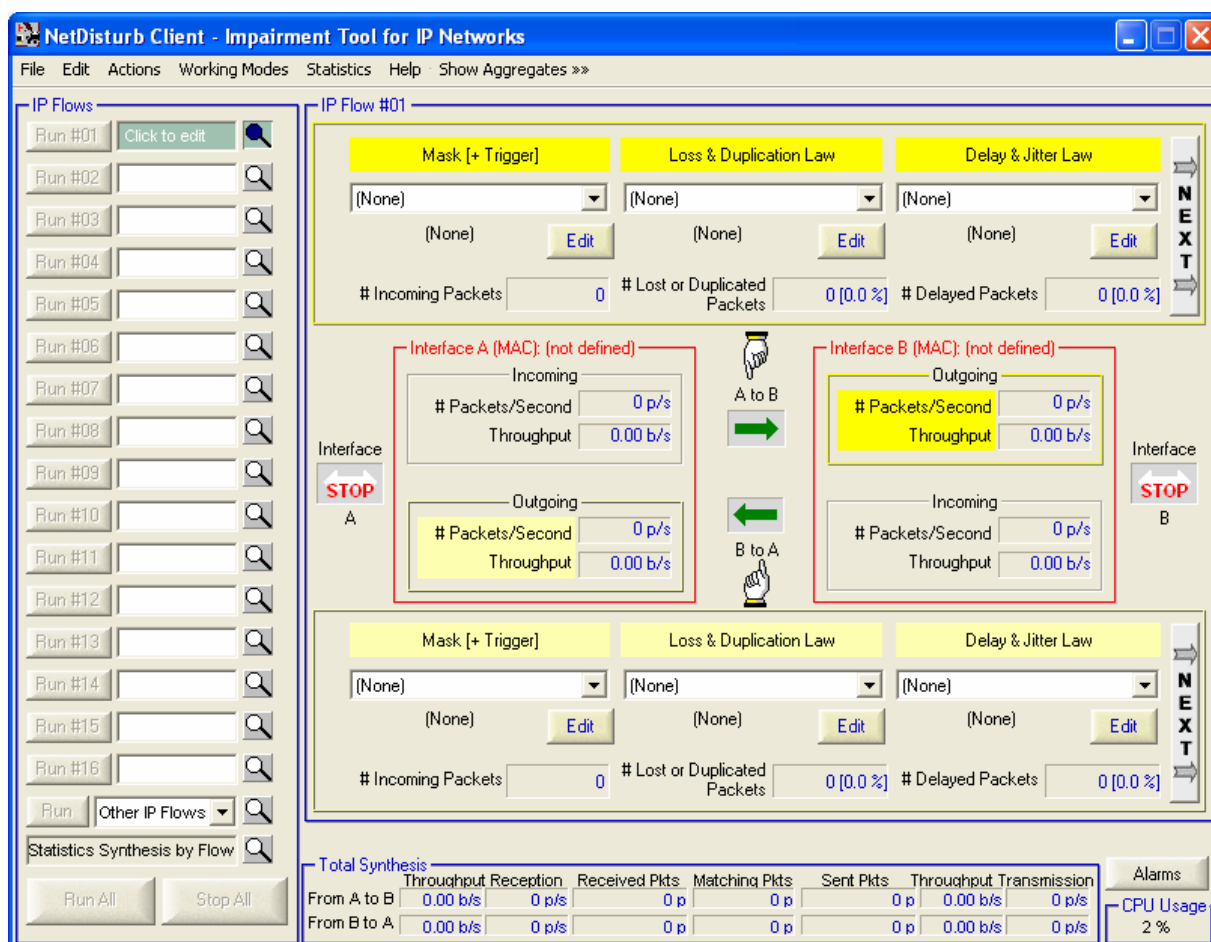 NetDisturb Client - Impairment Tool for IP Networks
File Edit Actions Working Modes Statistics Help Show Aggregates »»
IP Flows
Run #01 Click to edit
Run #02
Run #03
Run #04
Run #05
Run #06
Run #07
Run #08
Run #09
Run #10
Run #11
Run #12
Run #13
Run #14
Run #15
Run #16
Run Other IP Flows
Statistics Synthesis by Flow
Run All Stop All
IP Flow #01
Mask [+ Trigger] Loss & Duplication Law Delay & Jitter Law
(None) (None) (None)
(None) Edit (None) Edit (None) Edit
# Incoming Packets 0 # Lost or Duplicated Packets 0 [0.0 %] # Delayed Packets 0 [0.0 %]
NEXT
Interface A (MAC): (not defined)
Incoming
# Packets/Second 0 p/s
Throughput 0.00 b/s
Outgoing
# Packets/Second 0 p/s
Throughput 0.00 b/s
Interface
STOP
A
A to B
B to A
Interface B (MAC): (not defined)
Outgoing
# Packets/Second 0 p/s
Throughput 0.00 b/s
Incoming
# Packets/Second 0 p/s
Throughput 0.00 b/s
Interface
STOP
B
Mask [+ Trigger] Loss & Duplication Law Delay & Jitter Law
(None) (None) (None)
(None) Edit (None) Edit (None) Edit
# Incoming Packets 0 # Lost or Duplicated Packets 0 [0.0 %] # Delayed Packets 0 [0.0 %]
NEXT
Total Synthesis
Throughput Reception Received Pkts Matching Pkts Sent Pkts Throughput Transmission
From A to B 0.00 b/s 0 p/s 0 p 0 p 0 p 0.00 b/s 0 p/s
From B to A 0.00 b/s 0 p/s 0 p 0 p 0 p 0.00 b/s 0 p/s
Alarms
CPU Usage
2 %